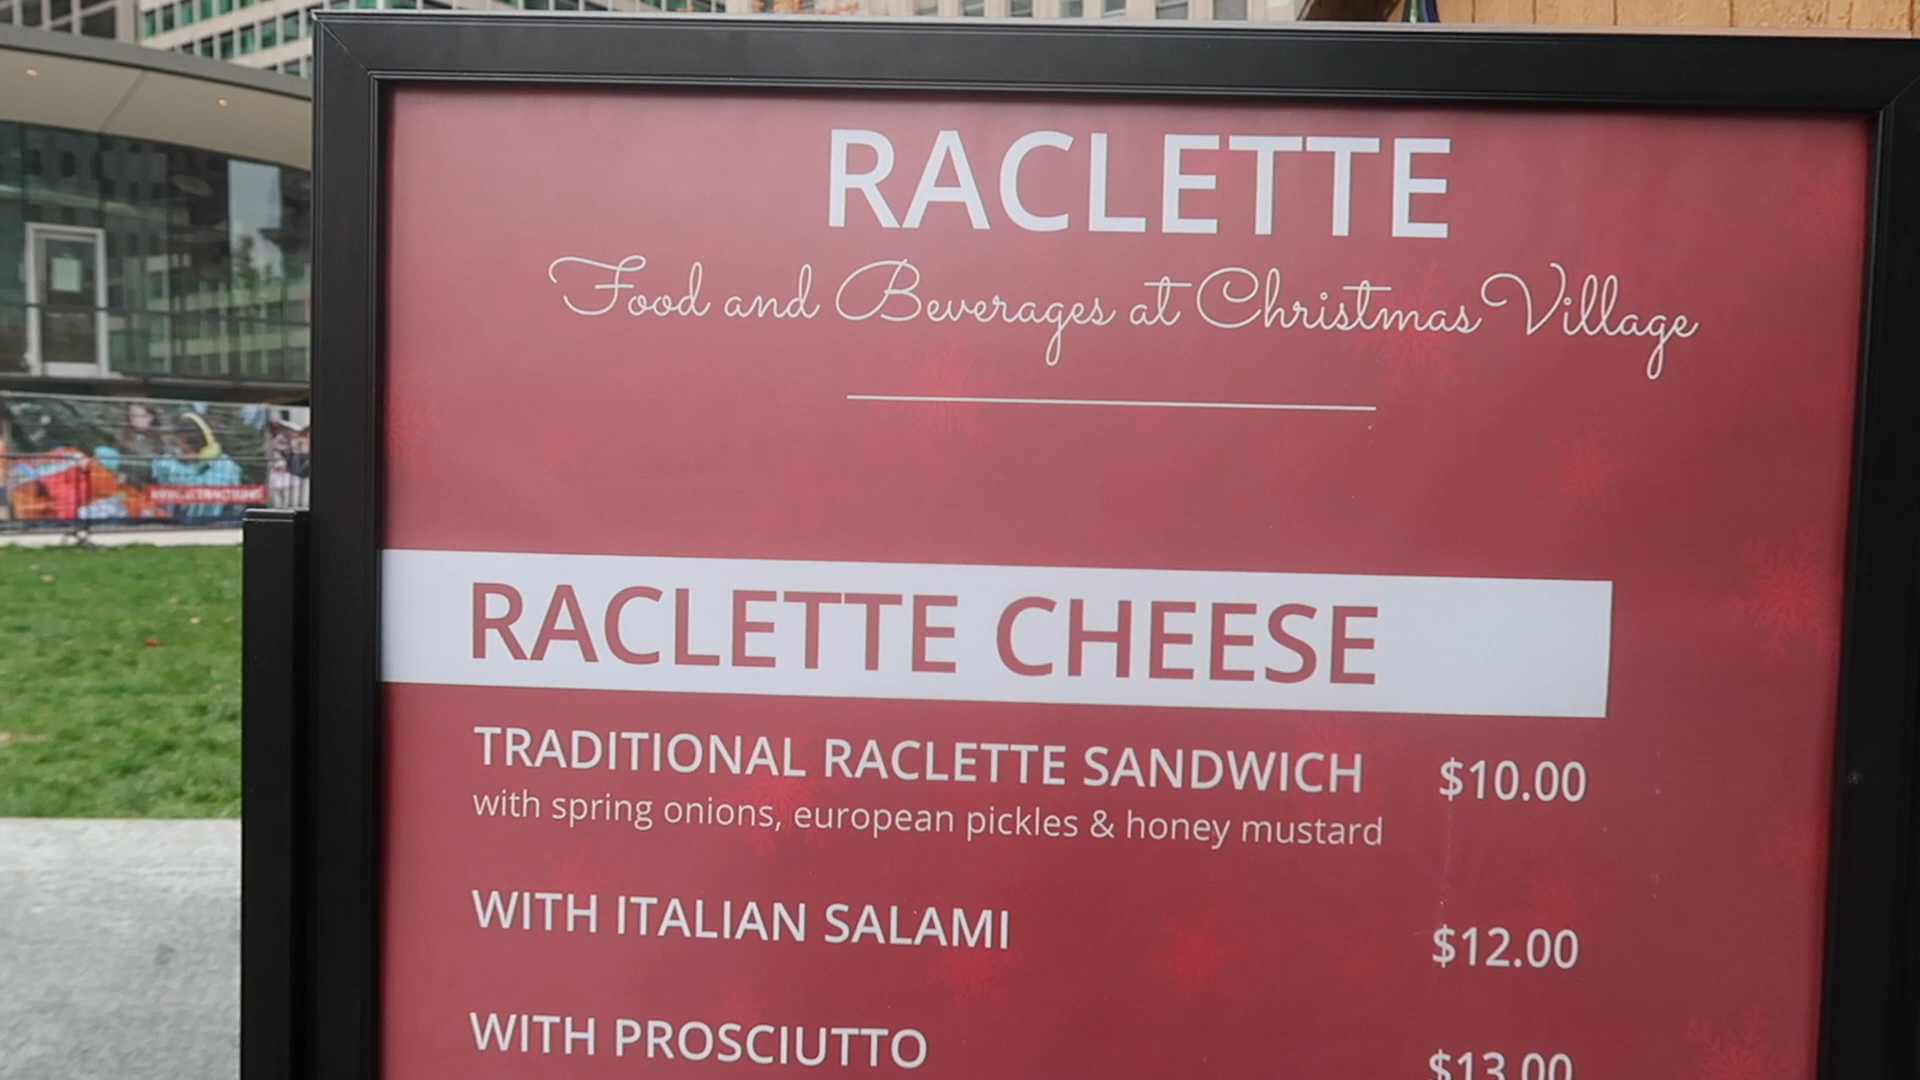 RACLETTE
Food and Beverages at Christmas Village
RACLETTE CHEESE
TRADITIONAL RACLETTE SANDWICH $10.00
with spring onions, european pickles & honey mustard
WITH ITALIAN SALAMI $12.00
WITH PROSCIUTTO $13.00